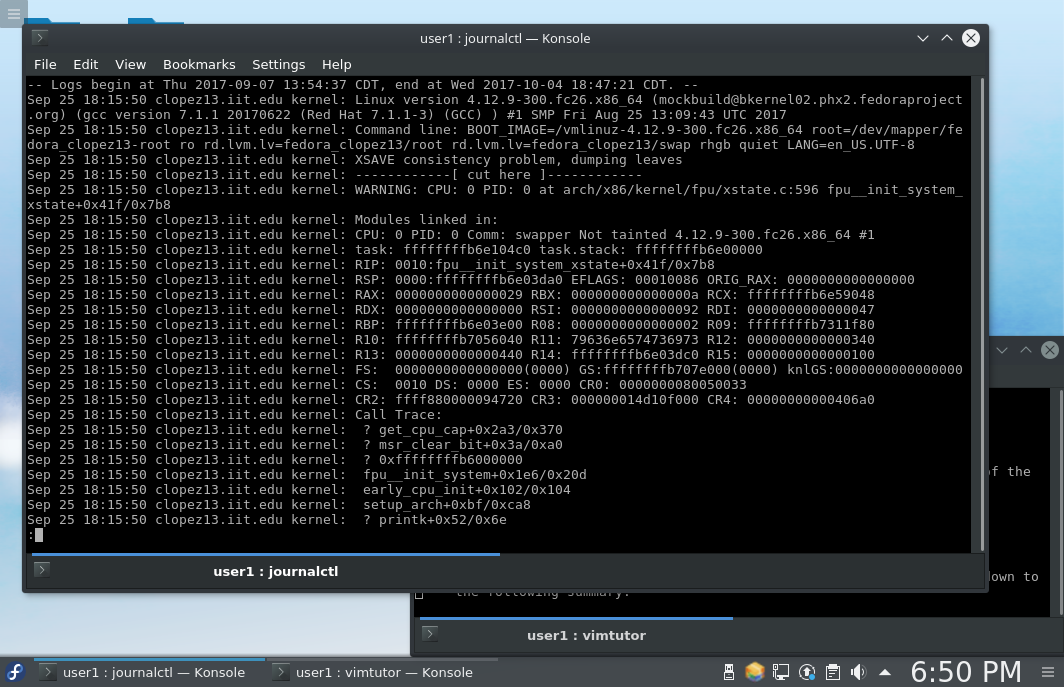 user1 : journalctl — Konsole
File Edit View Bookmarks Settings Help
-- Logs begin at Thu 2017-09-07 13:54:37 CDT, end at Wed 2017-10-04 18:47:21 CDT. --
Sep 25 18:15:50 clopez13.iit.edu kernel: Linux version 4.12.9-300.fc26.x86_64 (mockbuild@bkernel02.phx2.fedoraproject
.org) (gcc version 7.1.1 20170622 (Red Hat 7.1.1-3) (GCC) ) #1 SMP Fri Aug 25 13:09:43 UTC 2017
Sep 25 18:15:50 clopez13.iit.edu kernel: Command line: BOOT_IMAGE=/vmlinuz-4.12.9-300.fc26.x86_64 root=/dev/mapper/fe
dora_clopez13-root ro rd.lvm.lv=fedora_clopez13/root rd.lvm.lv=fedora_clopez13/swap rhgb quiet LANG=en_US.UTF-8
Sep 25 18:15:50 clopez13.iit.edu kernel: XSAVE consistency problem, dumping leaves
Sep 25 18:15:50 clopez13.iit.edu kernel: ------------[ cut here ]------------
Sep 25 18:15:50 clopez13.iit.edu kernel: WARNING: CPU: 0 PID: 0 at arch/x86/kernel/fpu/xstate.c:596 fpu__init_system_
xstate+0x41f/0x7b8
Sep 25 18:15:50 clopez13.iit.edu kernel: Modules linked in:
Sep 25 18:15:50 clopez13.iit.edu kernel: CPU: 0 PID: 0 Comm: swapper Not tainted 4.12.9-300.fc26.x86_64 #1
Sep 25 18:15:50 clopez13.iit.edu kernel: task: ffffffffb6e104c0 task.stack: ffffffffb6e00000
Sep 25 18:15:50 clopez13.iit.edu kernel: RIP: 0010:fpu__init_system_xstate+0x41f/0x7b8
Sep 25 18:15:50 clopez13.iit.edu kernel: RSP: 0000:ffffffffb6e03da0 EFLAGS: 00010086 ORIG_RAX: 0000000000000000
Sep 25 18:15:50 clopez13.iit.edu kernel: RAX: 0000000000000029 RBX: 000000000000000a RCX: ffffffffb6e59048
Sep 25 18:15:50 clopez13.iit.edu kernel: RDX: 0000000000000000 RSI: 0000000000000092 RDI: 0000000000000047
Sep 25 18:15:50 clopez13.iit.edu kernel: RBP: ffffffffb6e03e00 R08: 0000000000000002 R09: ffffffffb7311f80
Sep 25 18:15:50 clopez13.iit.edu kernel: R10: ffffffffb7056040 R11: 79636e6574736973 R12: 0000000000000340
Sep 25 18:15:50 clopez13.iit.edu kernel: R13: 0000000000000440 R14: ffffffffb6e03dc0 R15: 0000000000000100
Sep 25 18:15:50 clopez13.iit.edu kernel: FS:  0000000000000000(0000) GS:ffffffffb707e000(0000) knlGS:0000000000000000
Sep 25 18:15:50 clopez13.iit.edu kernel: CS:  0010 DS: 0000 ES: 0000 CR0: 0000000080050033
Sep 25 18:15:50 clopez13.iit.edu kernel: CR2: ffff880000094720 CR3: 000000014d10f000 CR4: 00000000000406a0
Sep 25 18:15:50 clopez13.iit.edu kernel: Call Trace:
Sep 25 18:15:50 clopez13.iit.edu kernel:  ? get_cpu_cap+0x2a3/0x370
Sep 25 18:15:50 clopez13.iit.edu kernel:  ? msr_clear_bit+0x3a/0xa0
Sep 25 18:15:50 clopez13.iit.edu kernel:  ? 0xffffffffb6000000
Sep 25 18:15:50 clopez13.iit.edu kernel:  fpu__init_system+0x1e6/0x20d
Sep 25 18:15:50 clopez13.iit.edu kernel:  early_cpu_init+0x102/0x104
Sep 25 18:15:50 clopez13.iit.edu kernel:  setup_arch+0xbf/0xca8
Sep 25 18:15:50 clopez13.iit.edu kernel:  ? printk+0x52/0x6e
:
user1 : journalctl
of the
down to
the following summary.
user1 : vimtutor
user1 : journalctl — Konsole
user1 : vimtutor — Konsole
6:50 PM